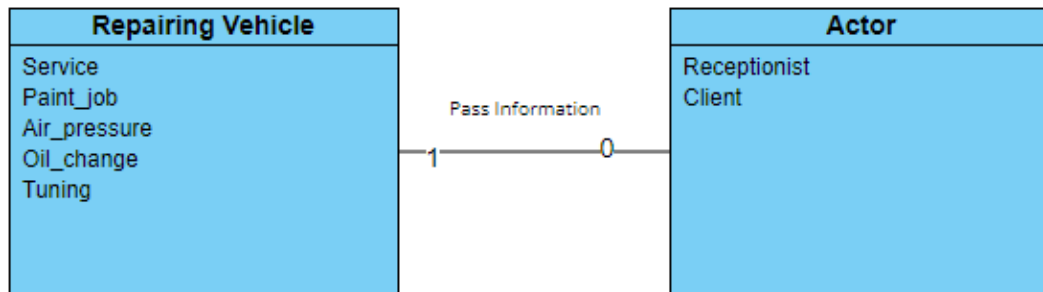 Repairing Vehicle
Service
Paint_job
Air_pressure
Oil_change
Tuning
Pass Information
1
0
Actor
Receptionist
Client